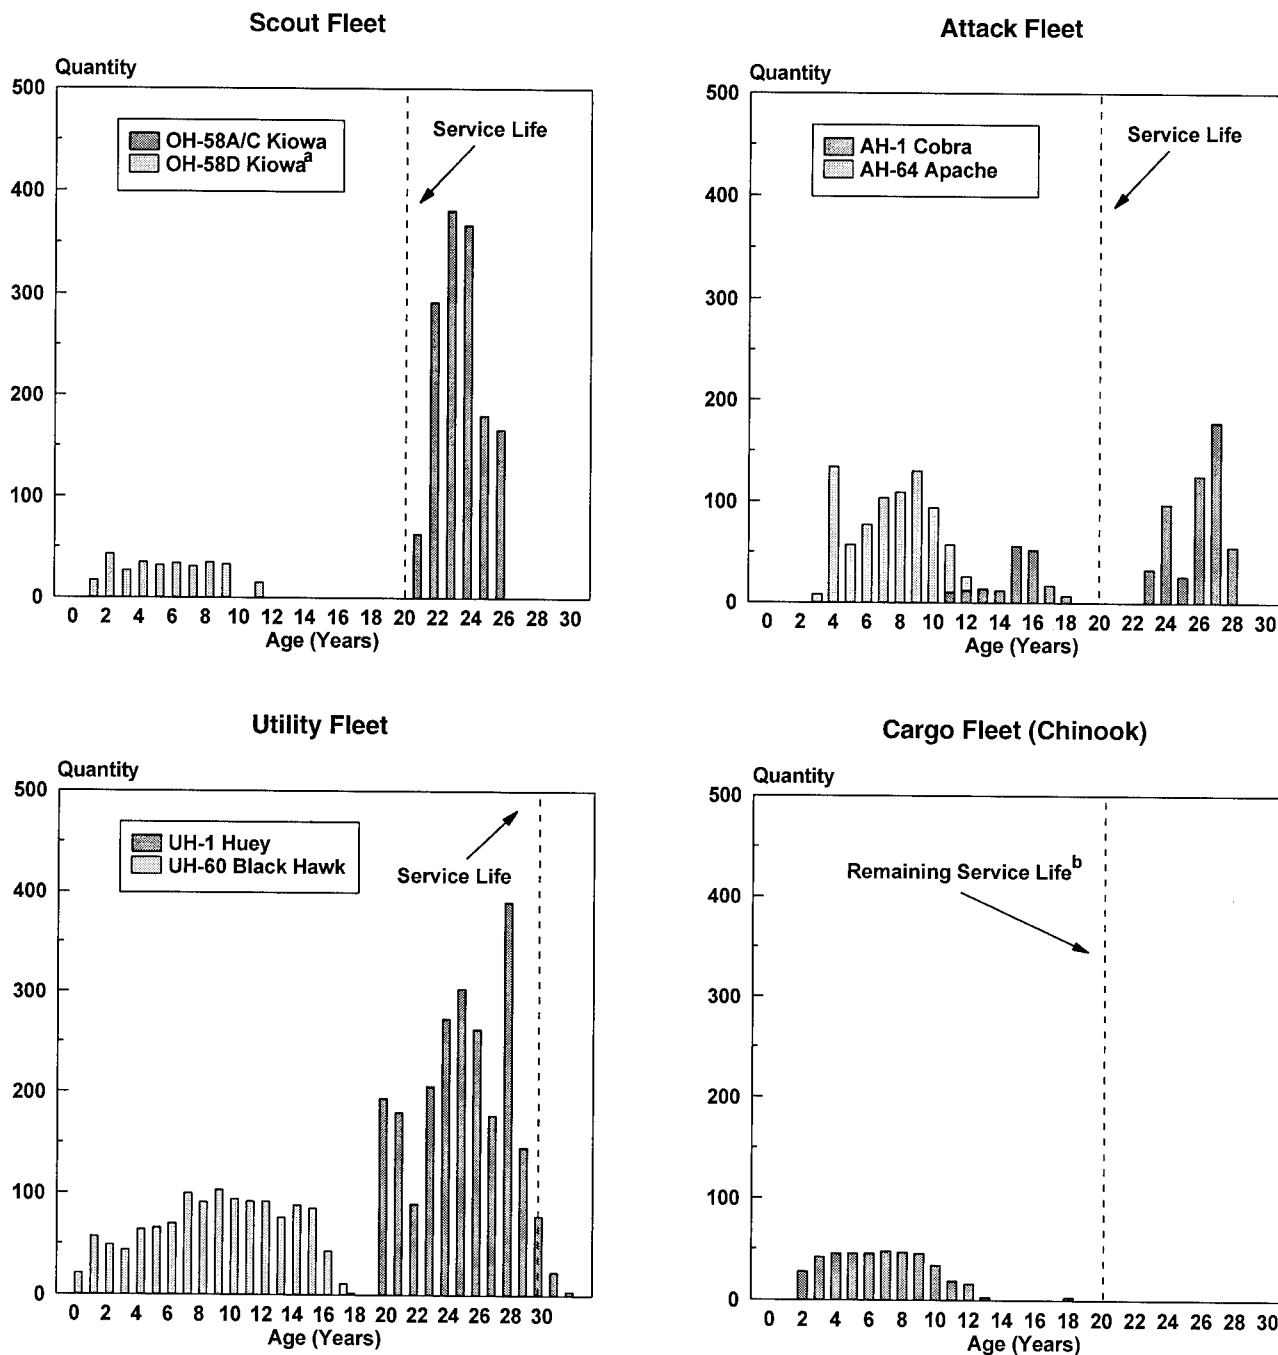 Scout Fleet
Quantity
500
400
300
200
100
0
OH-58A/C Kiowa
OH-58D Kiowa a
Service Life
0 2 4 6 8 10 12 14 16 18 20 22 24 26 28 30
Age (Years)
Attack Fleet
Quantity
500
400
300
200
100
0
AH-1 Cobra
AH-64 Apache
Service Life
0 2 4 6 8 10 12 14 16 18 20 22 24 26 28 30
Age (Years)
Utility Fleet
Quantity
500
400
300
200
100
0
UH-1 Huey
UH-60 Black Hawk
Service Life
0 2 4 6 8 10 12 14 16 18 20 22 24 26 28 30
Age (Years)
Cargo Fleet (Chinook)
Quantity
500
400
300
200
100
0
Remaining Service Life b
0 2 4 6 8 10 12 14 16 18 20 22 24 26 28 30
Age (Years)